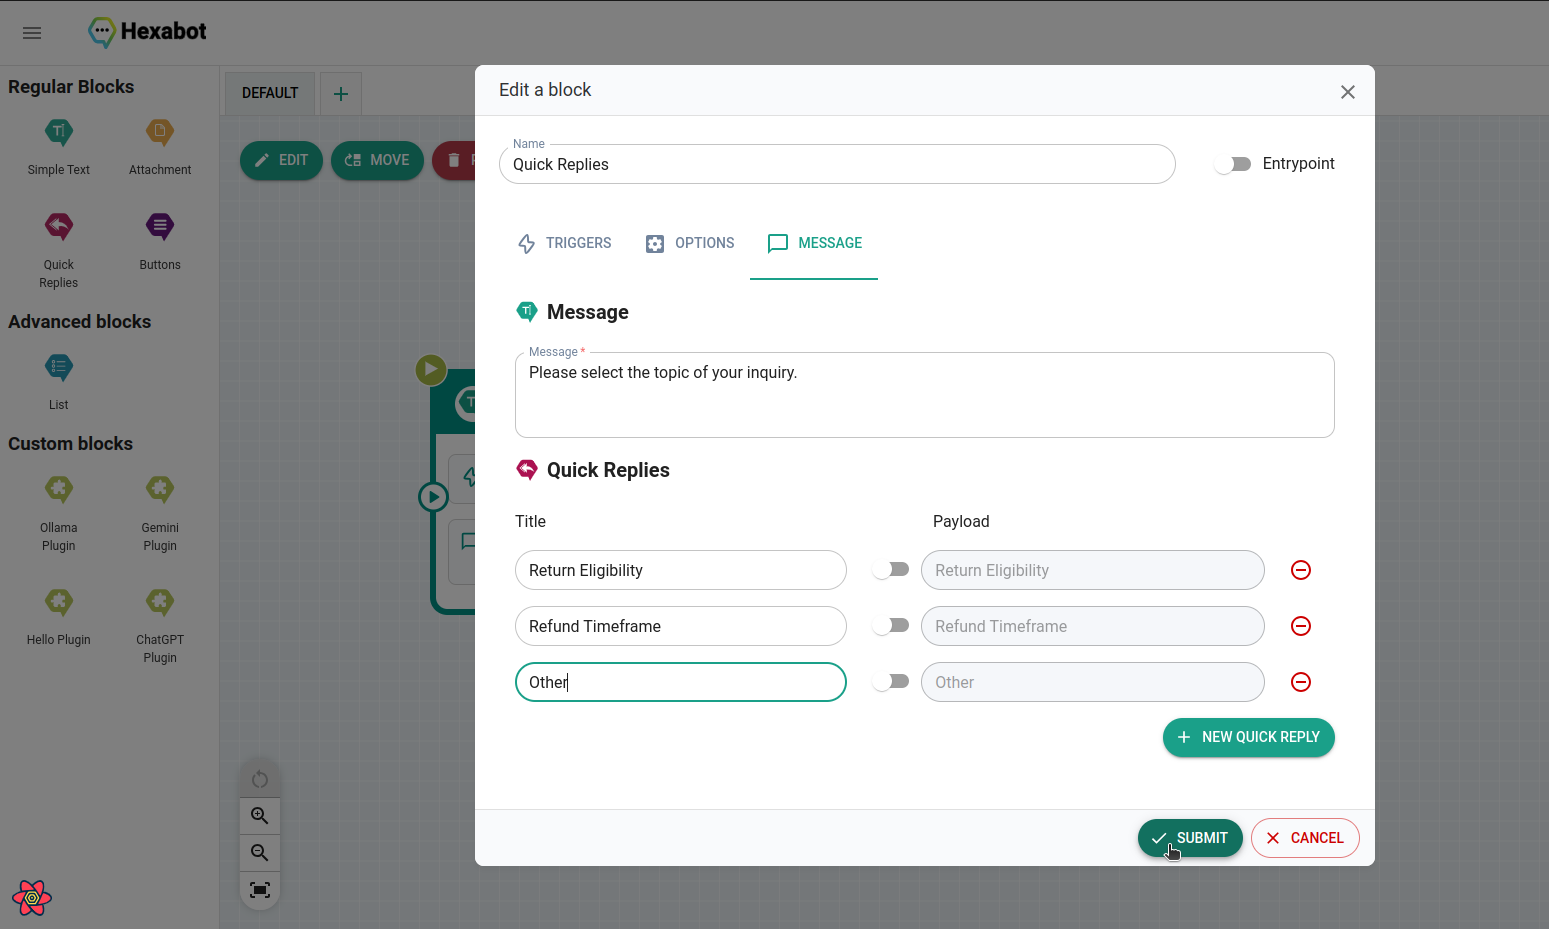 Hexabot
Regular Blocks
Simple Text
Attachment
Quick
Replies
Buttons
Advanced blocks
List
Custom blocks
Ollama
Plugin
Gemini
Plugin
Hello Plugin
ChatGPT
Plugin
DEFAULT
EDIT
MOVE
Edit a block
Name
Quick Replies
Entrypoint
TRIGGERS
OPTIONS
MESSAGE
Message
Message *
Please select the topic of your inquiry.
Quick Replies
Title
Payload
Return Eligibility
Return Eligibility
Refund Timeframe
Refund Timeframe
Other
Other
NEW QUICK REPLY
SUBMIT
CANCEL